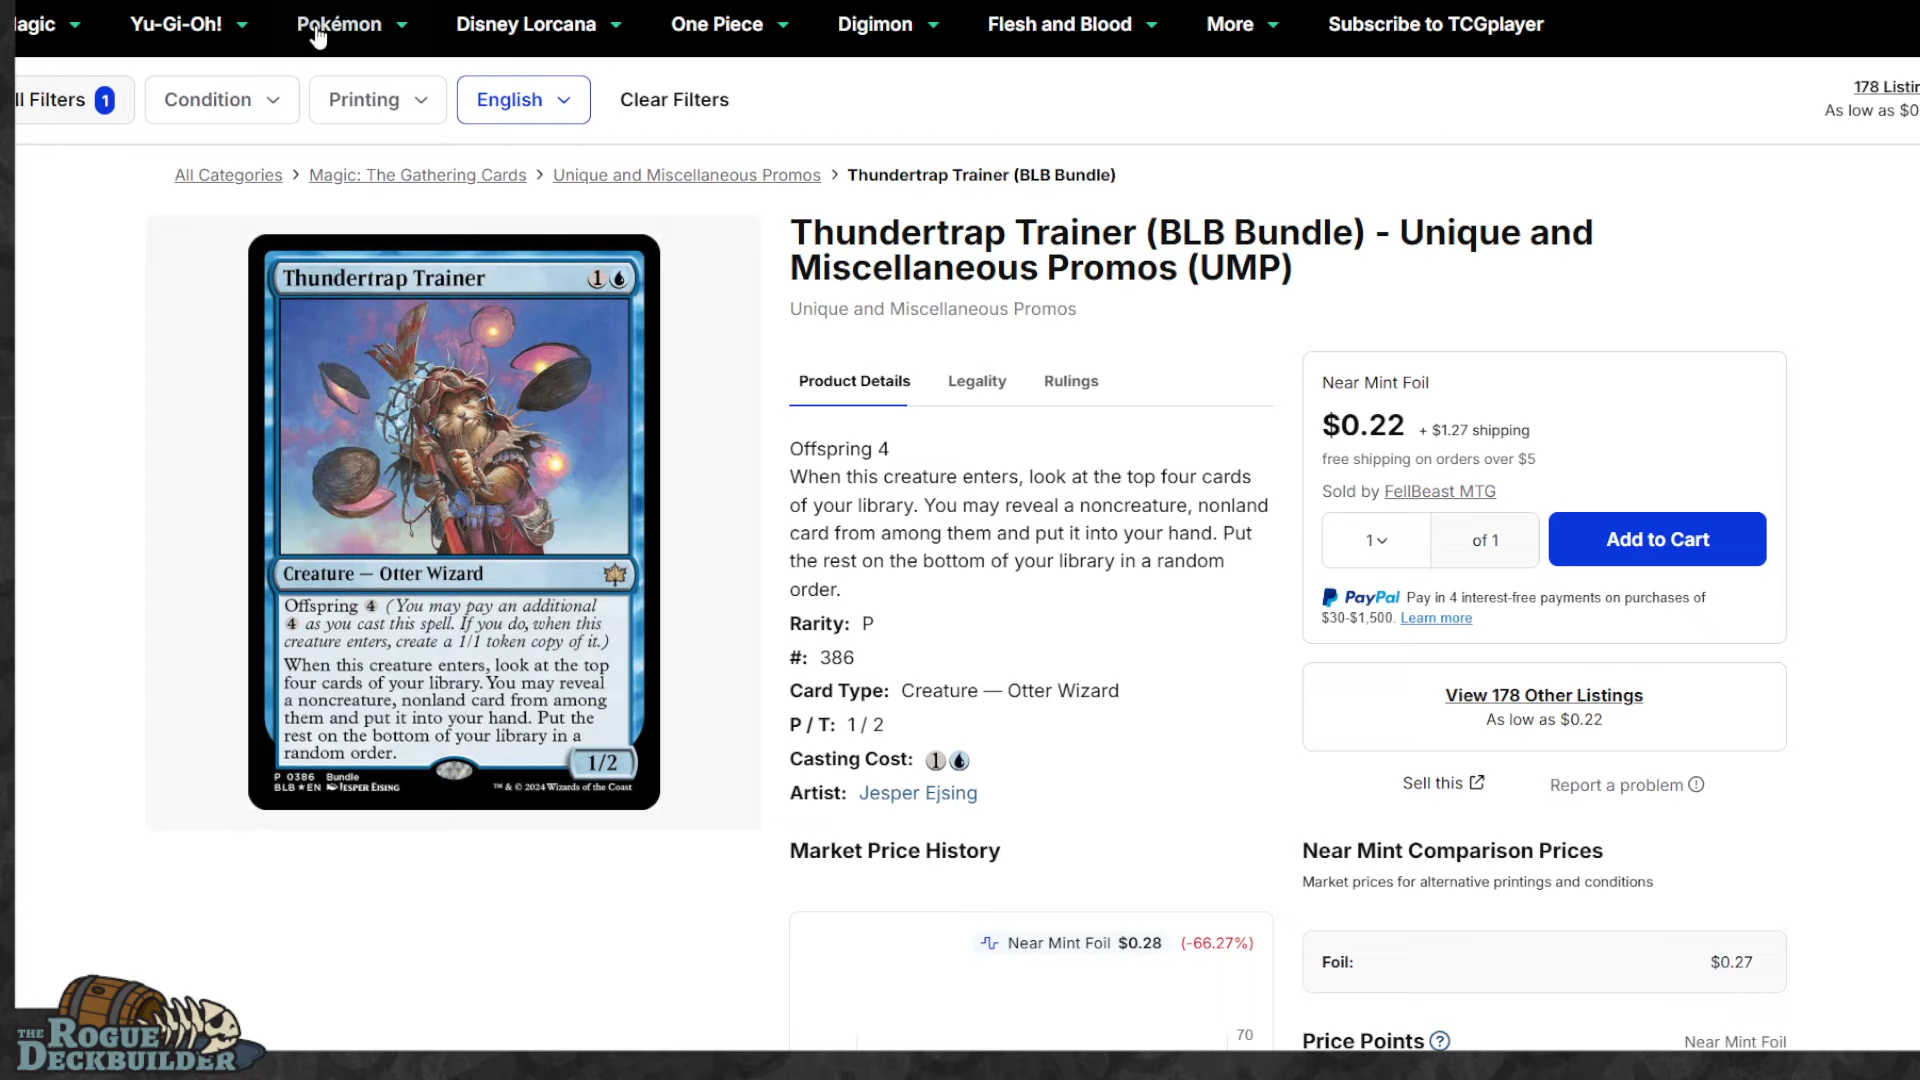 agic
Yu-Gi-Oh!
Pokémon
Disney Lorcana
One Piece
Digimon
Flesh and Blood
More
Subscribe to TCGplayer
ll Filters 1
Condition
Printing
English
Clear Filters
178 Listin
As low as $0
All Categories > Magic: The Gathering Cards > Unique and Miscellaneous Promos > Thundertrap Trainer (BLB Bundle)
Thundertrap Trainer 1
Creature — Otter Wizard
Offspring 4 (You may pay an additional
4 as you cast this spell. If you do, when this
creature enters, create a 1/1 token copy of it.)
When this creature enters, look at the top
four cards of your library. You may reveal
a noncreature, nonland card from among
them and put it into your hand. Put the
rest on the bottom of your library in a
random order.
1/2
P 0386 Bundle
BLB ★ EN Jesper Ejsing
™ & © 2024 Wizards of the Coast
Thundertrap Trainer (BLB Bundle) - Unique and
Miscellaneous Promos (UMP)
Unique and Miscellaneous Promos
Product Details
Legality
Rulings
Offspring 4
When this creature enters, look at the top four cards
of your library. You may reveal a noncreature, nonland
card from among them and put it into your hand. Put
the rest on the bottom of your library in a random
order.
Rarity: P
#: 386
Card Type: Creature — Otter Wizard
P / T: 1 / 2
Casting Cost: 1
Artist: Jesper Ejsing
Market Price History
Near Mint Foil $0.28 (-66.27%)
70
Near Mint Foil
$0.22 + $1.27 shipping
free shipping on orders over $5
Sold by FellBeast MTG
1
of 1
Add to Cart
PayPal Pay in 4 interest-free payments on purchases of
$30-$1,500. Learn more
View 178 Other Listings
As low as $0.22
Sell this
Report a problem
Near Mint Comparison Prices
Market prices for alternative printings and conditions
Foil: $0.27
Price Points ?
Near Mint Foil
THE ROGUE
DECKBUILDER